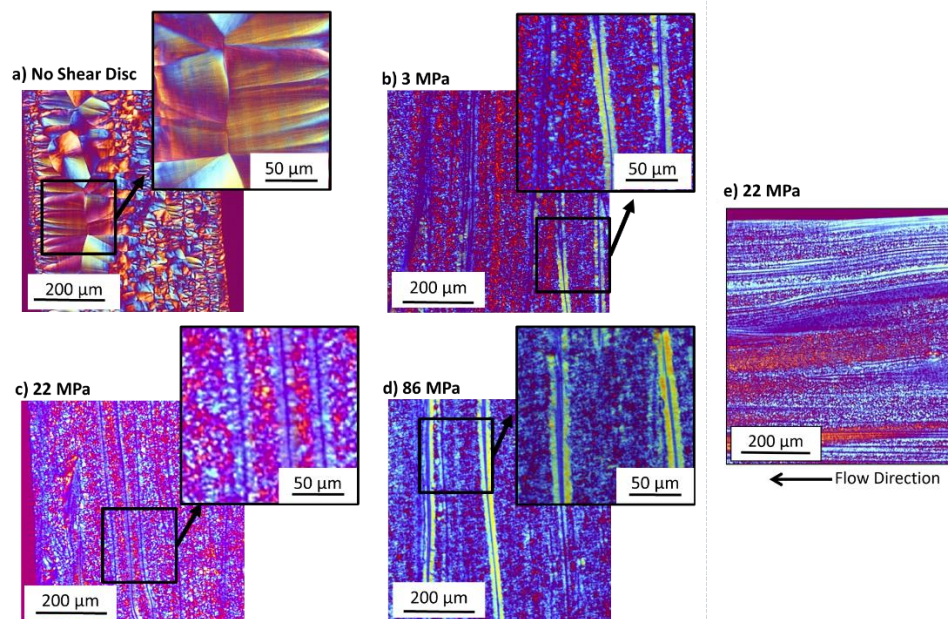 a) No Shear Disc
50 µm
200 µm
b) 3 MPa
50 µm
200 µm
c) 22 MPa
50 µm
200 µm
d) 86 MPa
50 µm
200 µm
e) 22 MPa
200 µm
Flow Direction